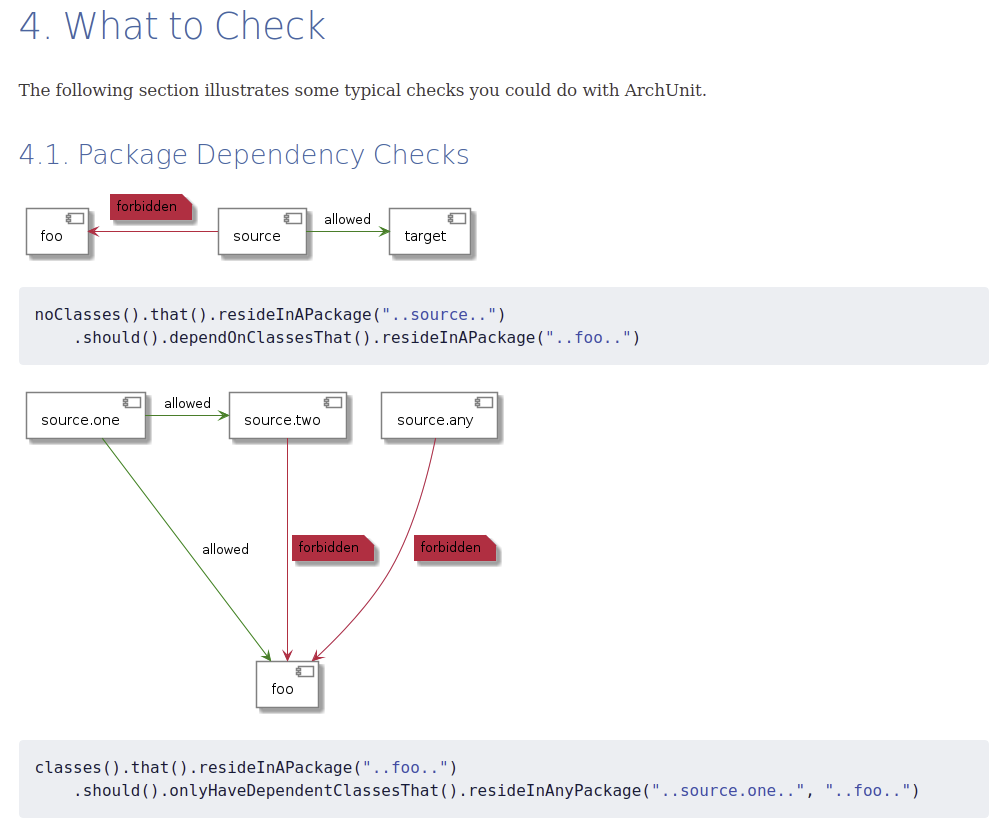 4. What to Check
The following section illustrates some typical checks you could do with ArchUnit.
4.1. Package Dependency Checks
forbidden
allowed
foo
source
target
noClasses().that().resideInAPackage("..source..")
    .should().dependOnClassesThat().resideInAPackage("..foo..")
allowed
source.one
source.two
source.any
allowed
forbidden
forbidden
foo
classes().that().resideInAPackage("..foo..")
    .should().onlyHaveDependentClassesThat().resideInAnyPackage("..source.one..", "..foo..")